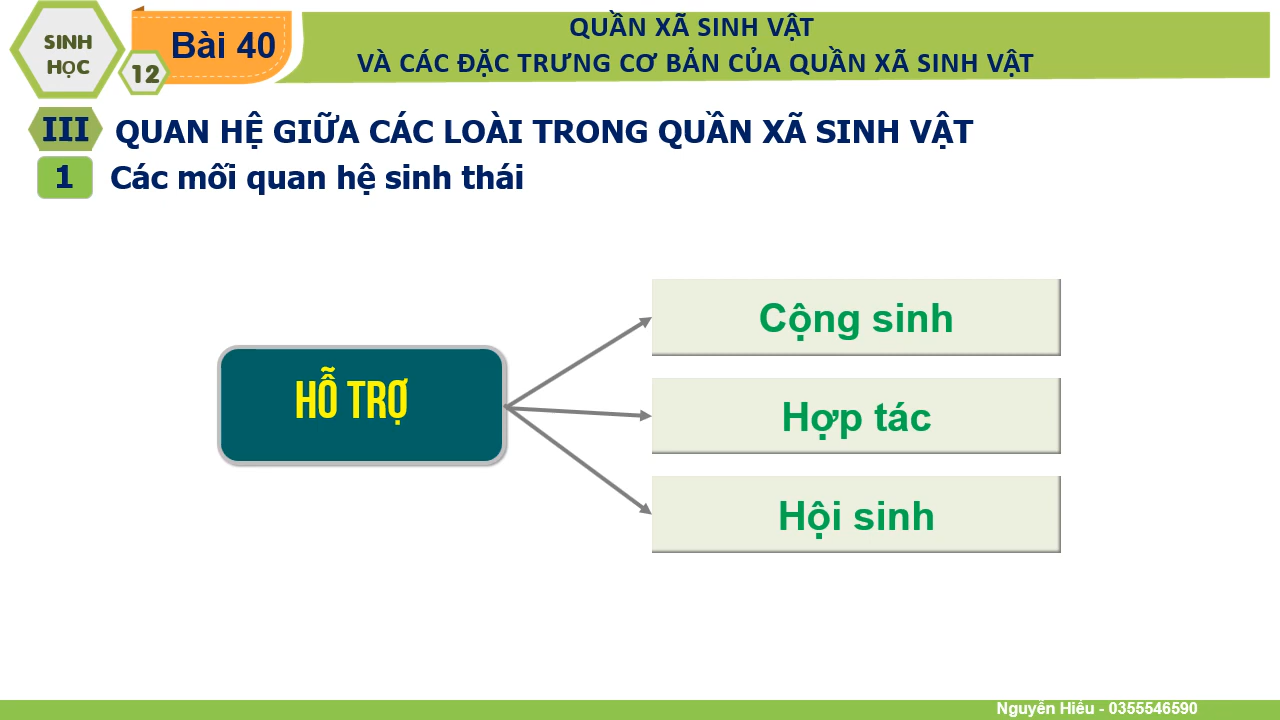 SINH
HỌC
12
Bài 40
QUẦN XÃ SINH VẬT
VÀ CÁC ĐẶC TRƯNG CƠ BẢN CỦA QUẦN XÃ SINH VẬT
III
QUAN HỆ GIỮA CÁC LOÀI TRONG QUẦN XÃ SINH VẬT
1
Các mối quan hệ sinh thái
HỖ TRỢ
Cộng sinh
Hợp tác
Hội sinh
Nguyễn Hiêu - 0355546590